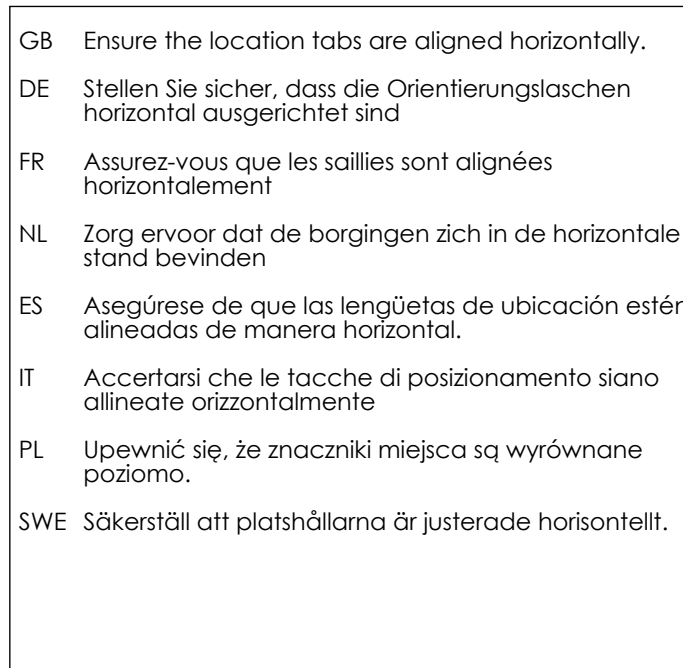 GB Ensure the location tabs are aligned horizontally.
DE Stellen Sie sicher, dass die Orientierungslaschen
horizontal ausgerichtet sind
FR Assurez-vous que les saillies sont alignées
horizontalement
NL Zorg ervoor dat de borgingen zich in de horizontale
stand bevinden
ES Asegúrese de que las lengüetas de ubicación estén
alineadas de manera horizontal.
IT Accertarsi che le tacche di posizionamento siano
allineate orizzontalmente
PL Upewnić się, że znaczniki miejsca są wyrównane
poziomo.
SWE Säkerställ att platshållarna är justerade horisontellt.